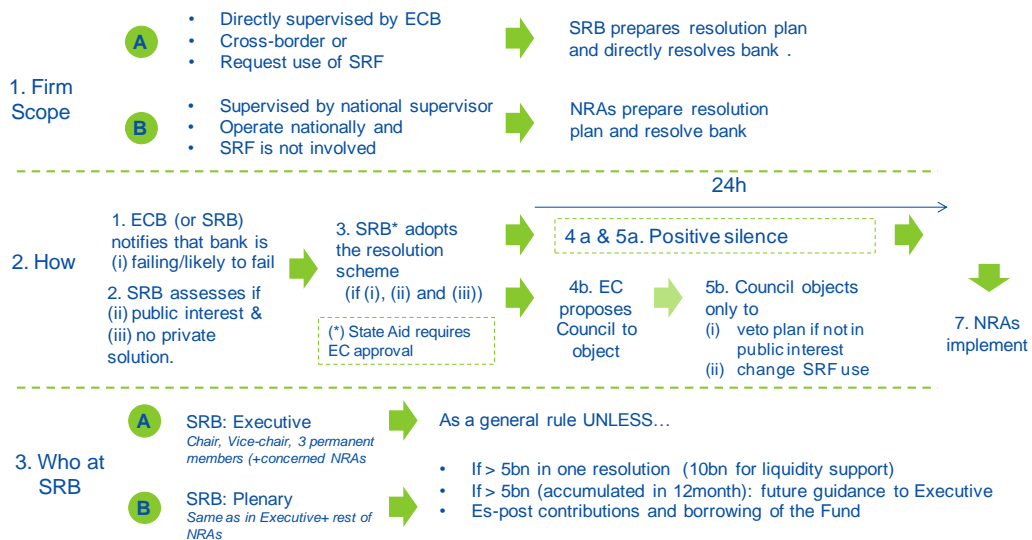 1. Firm
Scope
A
• Directly supervised by ECB
• Cross-border or
• Request use of SRF
SRB prepares resolution plan
and directly resolves bank .
B
• Supervised by national supervisor
• Operate nationally and
• SRF is not involved
NRAs prepare resolution
plan and resolve bank
2. How
1. ECB (or SRB)
notifies that bank is
(i) failing/likely to fail
2. SRB assesses if
(ii) public interest &
(iii) no private
solution.
3. SRB* adopts
the resolution
scheme
(if (i), (ii) and (iii))
(*) State Aid requires
EC approval
24h
4 a & 5a. Positive silence
4b. EC
proposes
Council to
object
5b. Council objects
only to
(i) veto plan if not in
public interest
(ii) change SRF use
7. NRAs
implement
3. Who at
SRB
A
SRB: Executive
Chair, Vice-chair, 3 permanent
members (+concerned NRAs
As a general rule UNLESS…
B
SRB: Plenary
Same as in Executive+ rest of
NRAs
• If > 5bn in one resolution (10bn for liquidity support)
• If > 5bn (accumulated in 12month): future guidance to Executive
• Es-post contributions and borrowing of the Fund